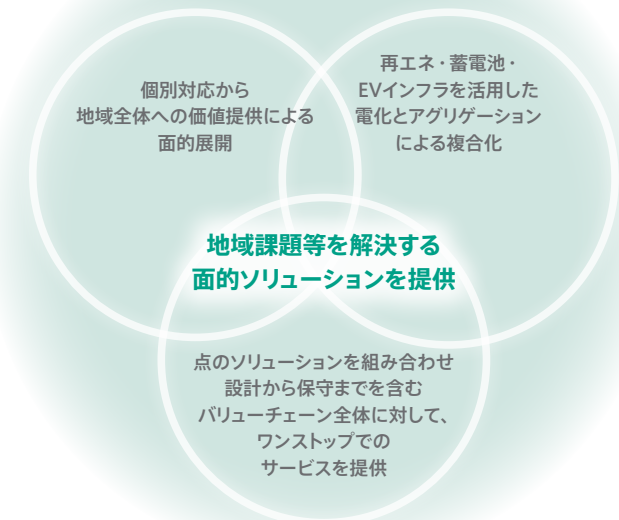 個別対応から
地域全体への価値提供による
面的展開
再エネ・蓄電池・
EVインフラを活用した
電化とアグリゲーション
による複合化
地域課題等を解決する
面的ソリューションを提供
点のソリューションを組み合わせ
設計から保守までを含む
バリューチェーン全体に対して、
ワンストップでの
サービスを提供